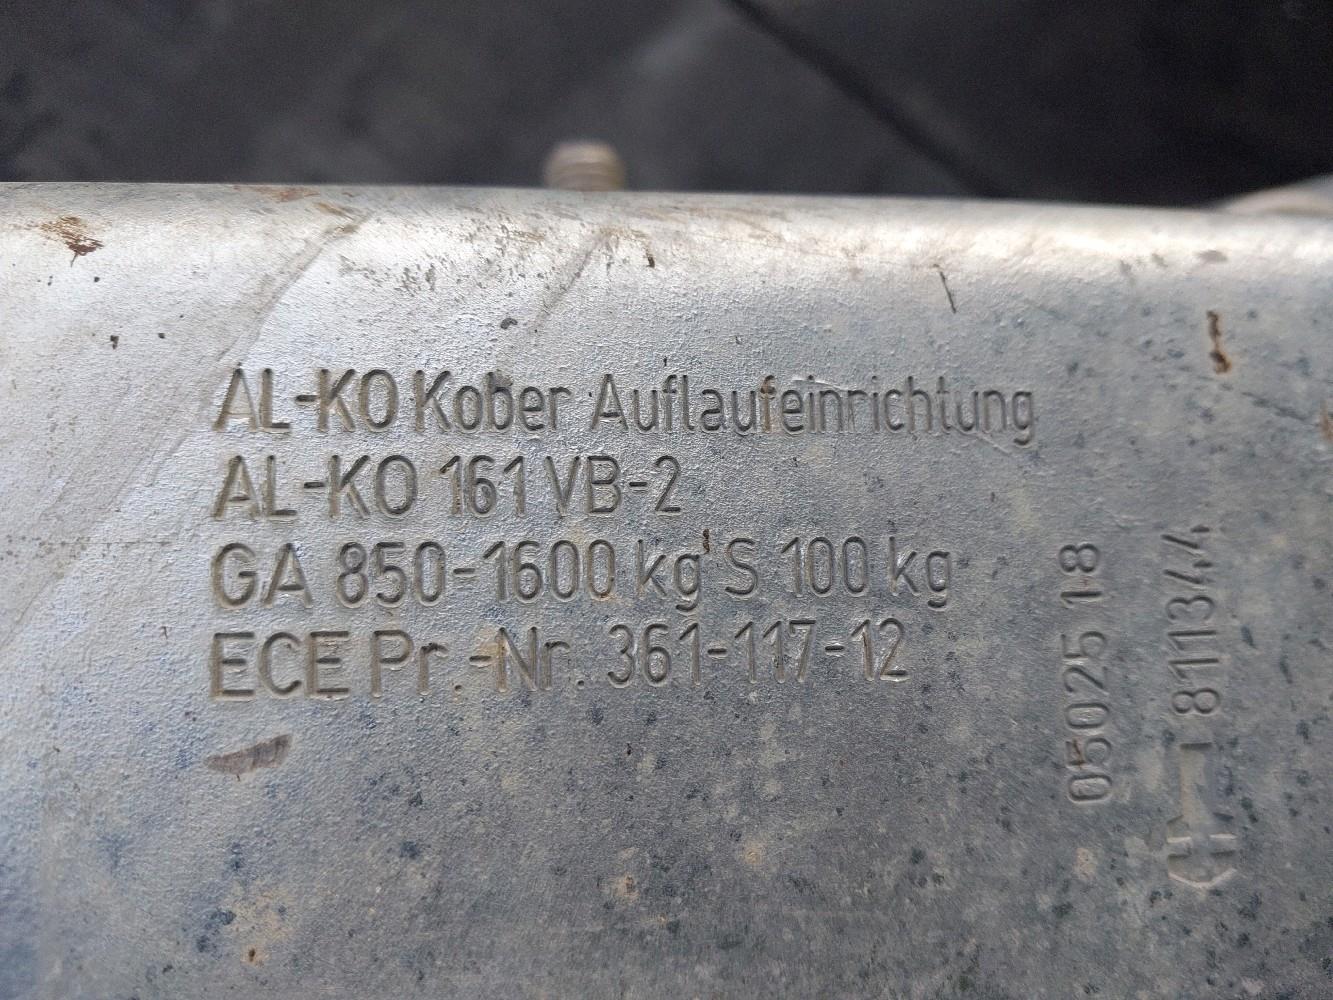 AL-KO Kober Auflaufeinrichtung
AL-KO 161 VB-2
GA 850-1600 kg S 100 kg
ECE Pr.-Nr. 361-117-12
05025 18
811344